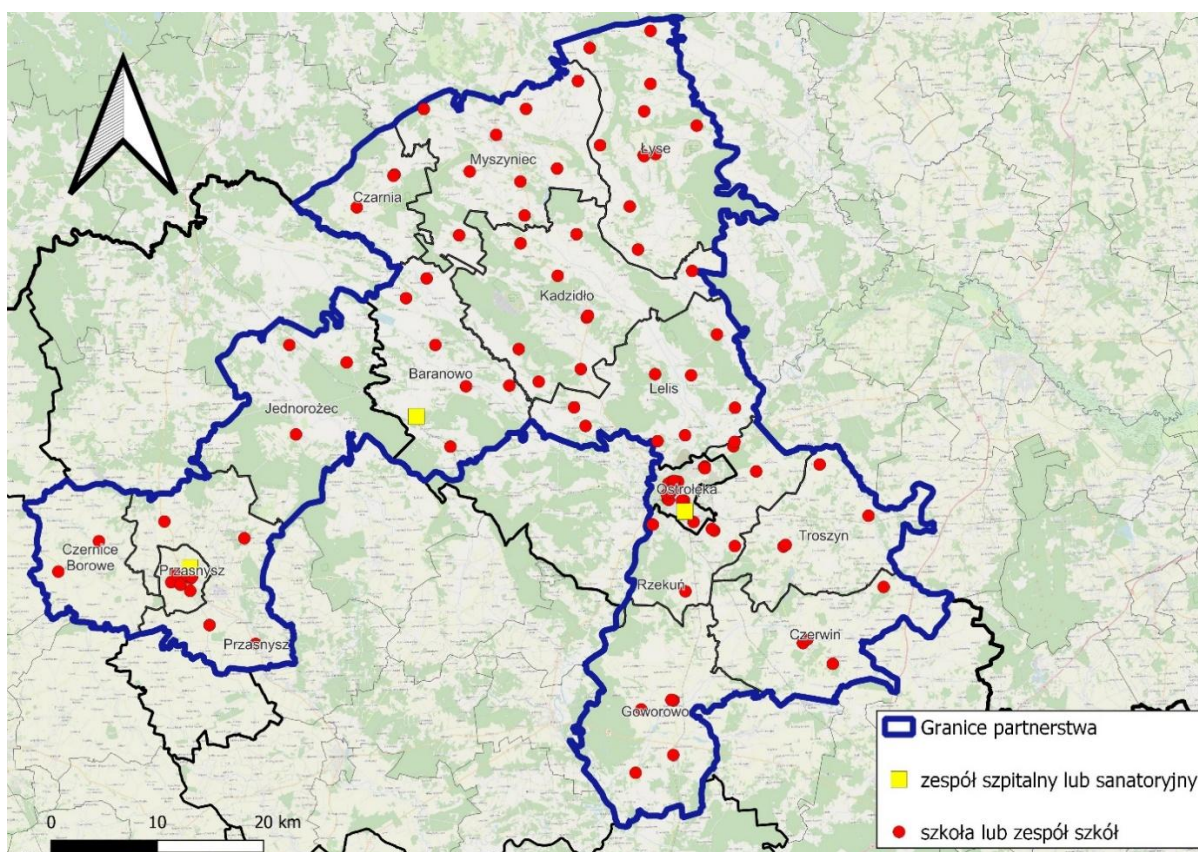 Łyse
Myszyniec
Czarnia
Kadzidło
Baranowo
Lelis
Jednorożec
Ostrołęka
Troszyn
Czernice
Borowe
Przasnysz
Rzekuń
Czerwin
Przasnysz
Goworowo
Granice partnerstwa
zespół szpitalny lub sanatoryjny
szkoła lub zespół szkół
0 10 20 km